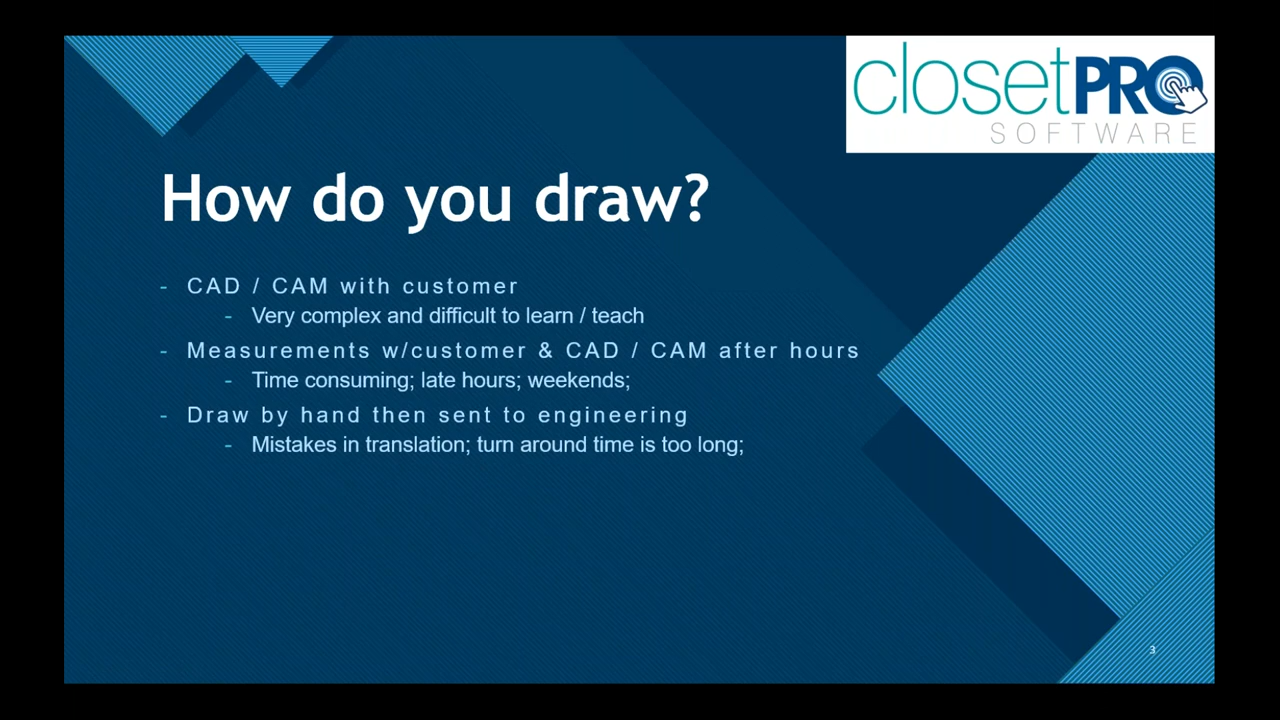 closetPRO
SOFTWARE
How do you draw?
- CAD / CAM with customer
- Very complex and difficult to learn / teach
- Measurements w/customer & CAD / CAM after hours
- Time consuming; late hours; weekends;
- Draw by hand then sent to engineering
- Mistakes in translation; turn around time is too long;
3